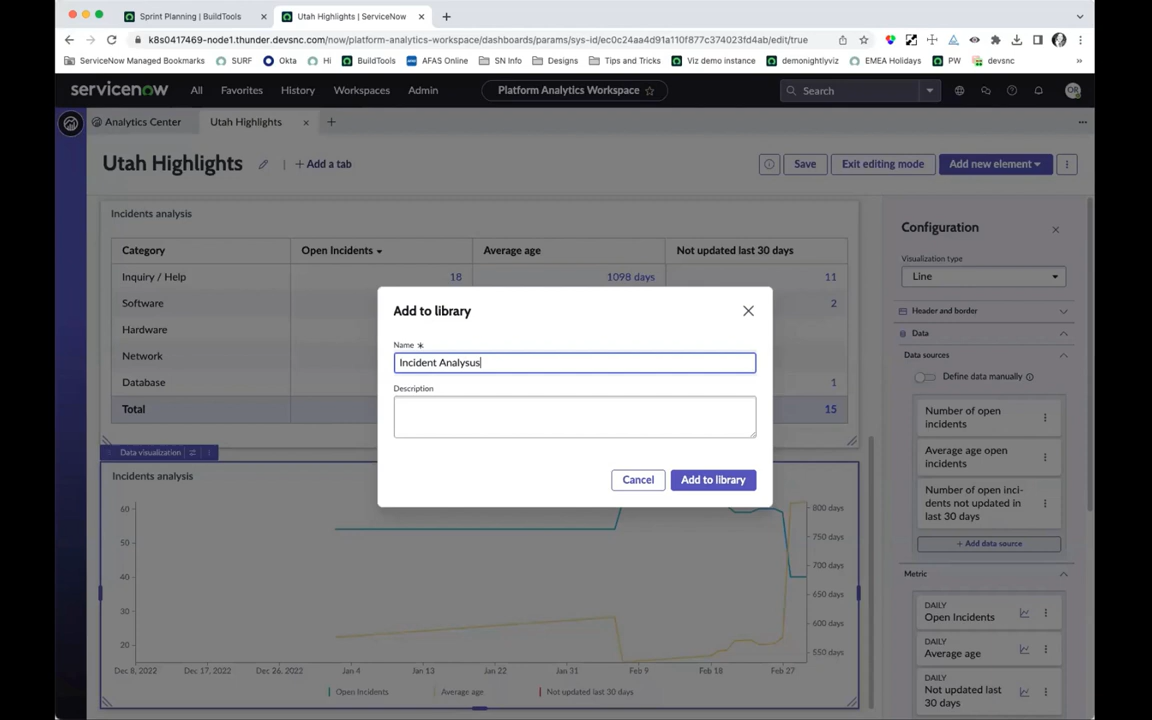 Sprint Planning | BuildTools
Utah Highlights | ServiceNow
k8s0417469-node1.thunder.devsnc.com/now/platform-analytics-workspace/dashboards/params/sys-id/ec0c24aa4d91a110f877c374023fd4ab/edit/true
ServiceNow Managed Bookmarks SURF Okta Hi BuildTools AFAS Online SN Info Designs Tips and Tricks Viz demo instance demonightlyviz EMEA Holidays PW devsnc »
servicenow All Favorites History Workspaces Admin Platform Analytics Workspace Search OR
Analytics Center Utah Highlights
Utah Highlights + Add a tab Save Exit editing mode Add new element
Incidents analysis
Category Open Incidents Average age Not updated last 30 days
Inquiry / Help 18 1098 days 11
Software 2
Hardware
Network
Database 1
Total 15
Add to library
Name
Incident Analysus
Description
Cancel Add to library
Data visualization
Incidents analysis
60
50
40
30
20
800 days
750 days
700 days
650 days
600 days
550 days
Dec 8, 2022 Dec 17, 2022 Dec 26, 2022 Jan 4 Jan 13 Jan 22 Jan 31 Feb 9 Feb 18 Feb 27
Open Incidents Average age Not updated last 30 days
Configuration
Visualization type
Line
Header and border
Data
Data sources
Define data manually
Number of open
incidents
Average age open
incidents
Number of open inci-
dents not updated in
last 30 days
+ Add data source
Metric
DAILY
Open Incidents
DAILY
Average age
DAILY
Not updated last
30 days